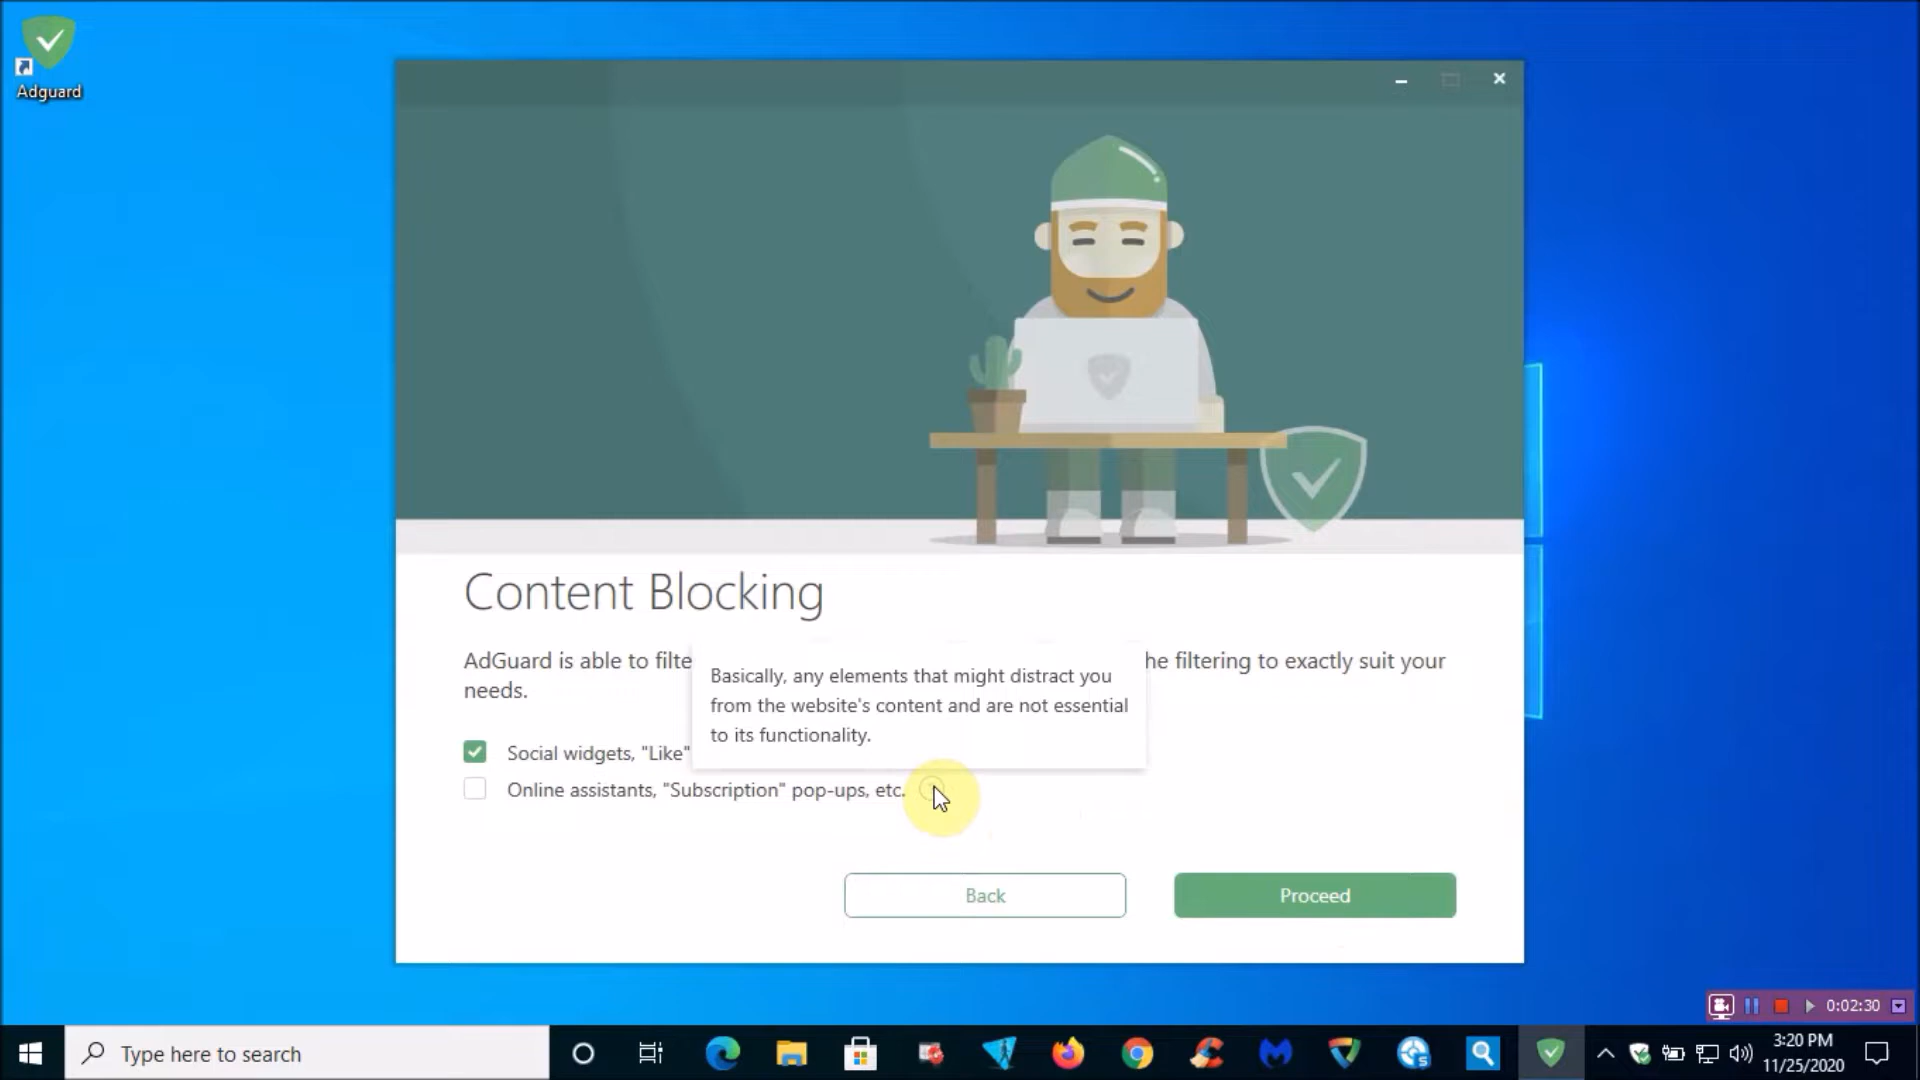 Adguard
Content Blocking
AdGuard is able to filte
he filtering to exactly suit your
needs.
Basically, any elements that might distract you
from the website's content and are not essential
to its functionality.
Social widgets, "Like"
Online assistants, "Subscription" pop-ups, etc.
Back
Proceed
0:02:30
Type here to search
3:20 PM
11/25/2020